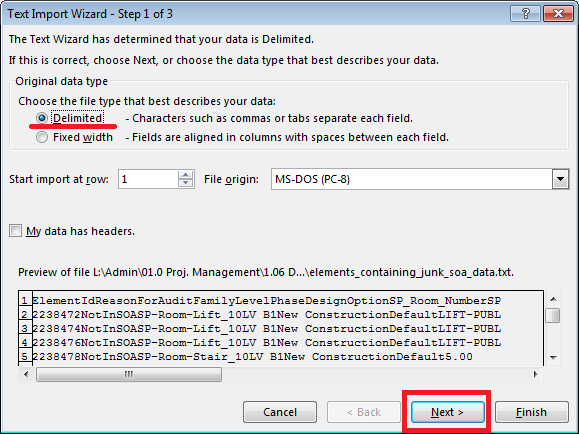 Text Import Wizard - Step 1 of 3
The Text Wizard has determined that your data is Delimited.
If this is correct, choose Next, or choose the data type that best describes your data.
Original data type
Choose the file type that best describes your data:
Delimited - Characters such as commas or tabs separate each field.
Fixed width - Fields are aligned in columns with spaces between each field.
Start import at row: 1 File origin: MS-DOS (PC-8)
My data has headers.
Preview of file L:\Admin\01.0 Proj. Management\1.06 D...\elements_containing_junk_soa_data.txt.
1 ElementIdReasonForAuditFamilyLevelPhaseDesignOptionSP_Room_NumberSP
2 2238472NotInSOASP-Room-Lift_10LV B1New ConstructionDefaultLIFT-PUBL
3 2238474NotInSOASP-Room-Lift_10LV B1New ConstructionDefaultLIFT-PUBL
4 2238476NotInSOASP-Room-Lift_10LV B1New ConstructionDefaultLIFT-PUBL
5 2238478NotInSOASP-Room-Stair_10LV B1New ConstructionDefault5.00
Cancel < Back Next > Finish